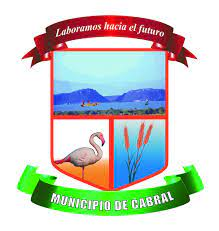 Laboramos hacia el futuro
MUNICIPIO DE CABRAL